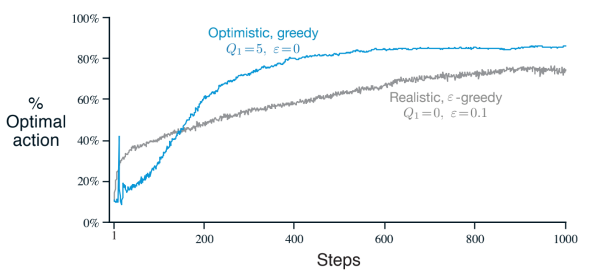 100%
80%
60%
40%
20%
0%
%
Optimal
action
Optimistic, greedy
Q₁=5, ε=0
Realistic, ε-greedy
Q₁=0, ε=0.1
1
200
400
600
800
1000
Steps